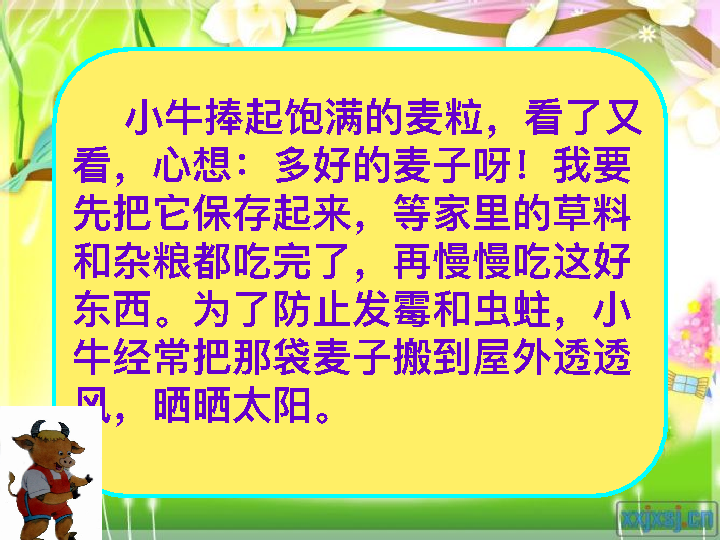 小牛捧起饱满的麦粒，看了又
看，心想：多好的麦子呀！我要
先把它保存起来，等家里的草料
和杂粮都吃完了，再慢慢吃这好
东西。为了防止发霉和虫蛀，小
牛经常把那袋麦子搬到屋外透透
风，晒晒太阳。
xxjxsj.cn